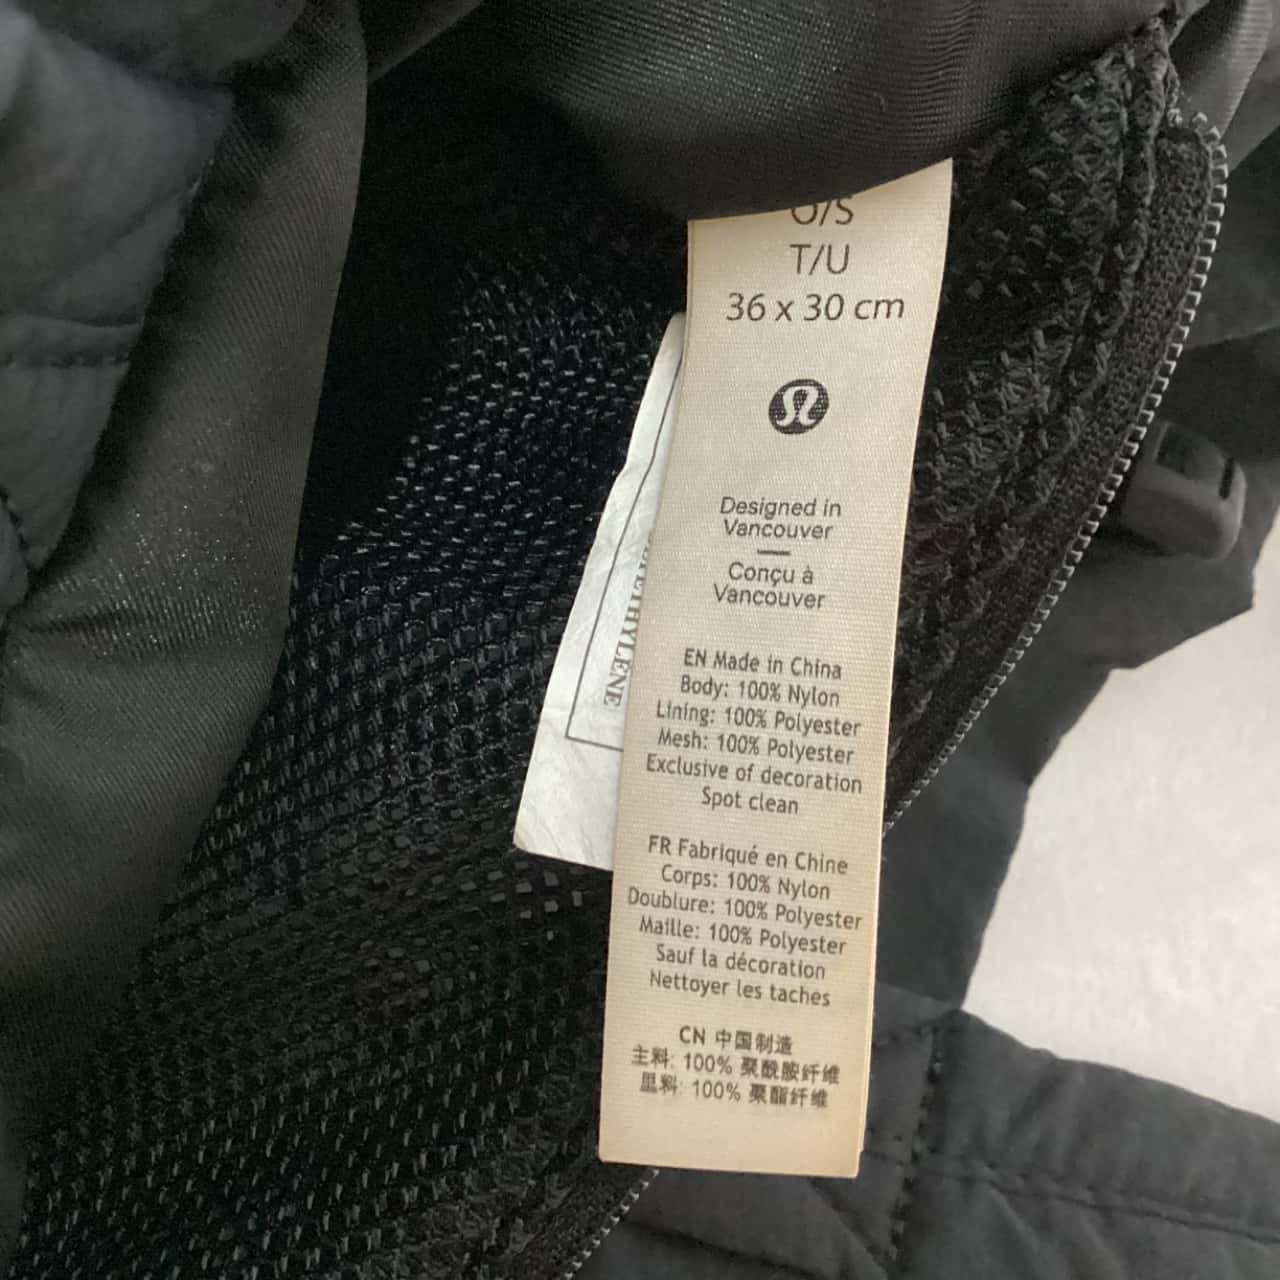 O/S
T/U
36 x 30 cm
Designed in
Vancouver
Conçu à
Vancouver
EN Made in China
Body: 100% Nylon
Lining: 100% Polyester
Mesh: 100% Polyester
Exclusive of decoration
Spot clean
FR Fabriqué en Chine
Corps: 100% Nylon
Doublure: 100% Polyester
Maille: 100% Polyester
Sauf la décoration
Nettoyer les taches
CN 中国制造
主料: 100% 聚酰胺纤维
里料: 100% 聚酯纤维